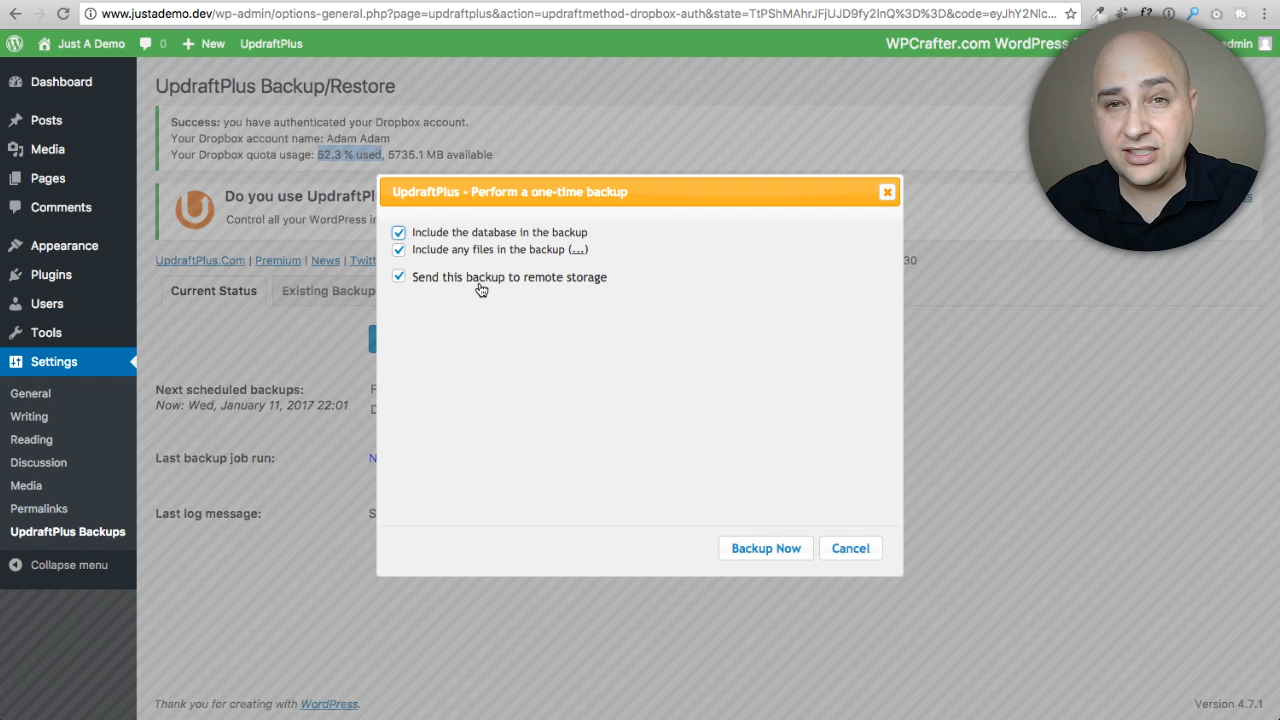 www.justademo.dev/wp-admin/options-general.php?page=updraftplus&action=updraftmethod-dropbox-auth&state=TtPShMAhrJFjUJD9fy2InQ%3D%3D&code=eyJhY2Nlc...
Just A Demo 0 New UpdraftPlus WPCrafter.com WordPress
Dashboard
Posts
Media
Pages
Comments
Appearance
Plugins
Users
Tools
Settings
General
Writing
Reading
Discussion
Media
Permalinks
UpdraftPlus Backups
Collapse menu
UpdraftPlus Backup/Restore
Success: you have authenticated your Dropbox account.
Your Dropbox account name: Adam Adam
Your Dropbox quota usage: 52.3 % used, 5735.1 MB available
Do you use
Control all your WordPress
UpdraftPlus.Com | Premium | News |
30
Current Status Existing
Next scheduled backups:
Now: Wed, January 11, 2017 22:01
Last backup job run:
Last log message:
UpdraftPlus - Perform a one-time backup
Include the database in the backup
Include any files in the backup (...)
Send this backup to remote storage
Backup Now Cancel
Thank you for creating with WordPress.
Version 4.7.1